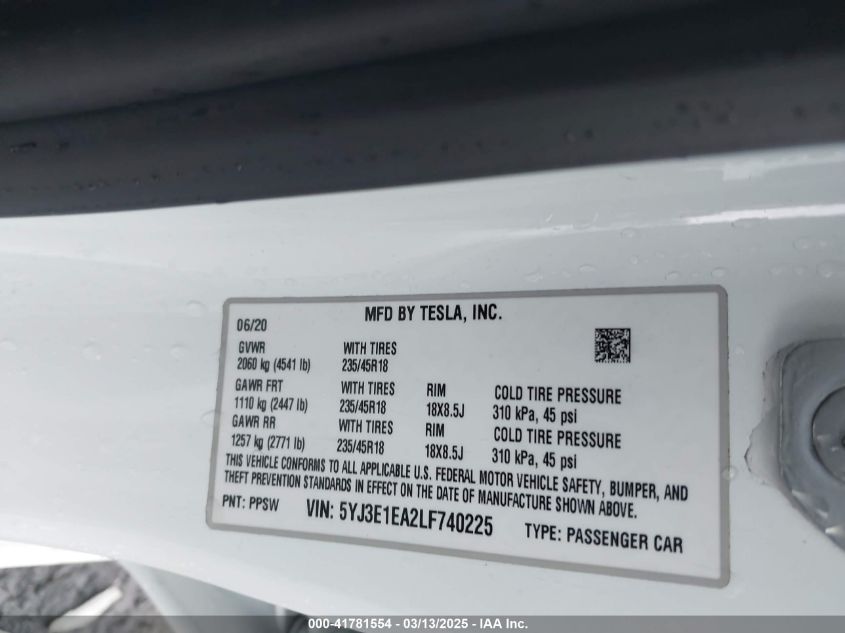 MFD BY TESLA, INC.
06/20
GVWR WITH TIRES
2060 kg (4541 lb) 235/45R18
GAWR FRT WITH TIRES RIM COLD TIRE PRESSURE
1110 kg (2447 lb) 235/45R18 18X8.5J 310 kPa, 45 psi
GAWR RR WITH TIRES RIM COLD TIRE PRESSURE
1257 kg (2771 lb) 235/45R18 18X8.5J 310 kPa, 45 psi
THIS VEHICLE CONFORMS TO ALL APPLICABLE U.S. FEDERAL MOTOR VEHICLE SAFETY, BUMPER, AND
THEFT PREVENTION STANDARDS IN EFFECT ON THE DATE OF MANUFACTURE SHOWN ABOVE.
PNT: PPSW VIN: 5YJ3E1EA2LF740225 TYPE: PASSENGER CAR
000-41781554 - 03/13/2025 - IAA Inc.